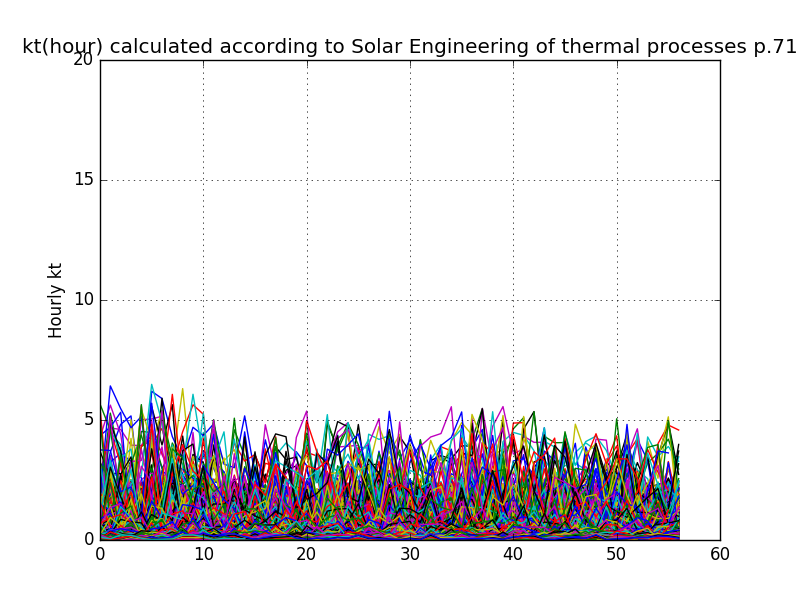 kt(hour) calculated according to Solar Engineering of thermal processes p.71
20
15
10
5
0
Hourly kt
0 10 20 30 40 50 60